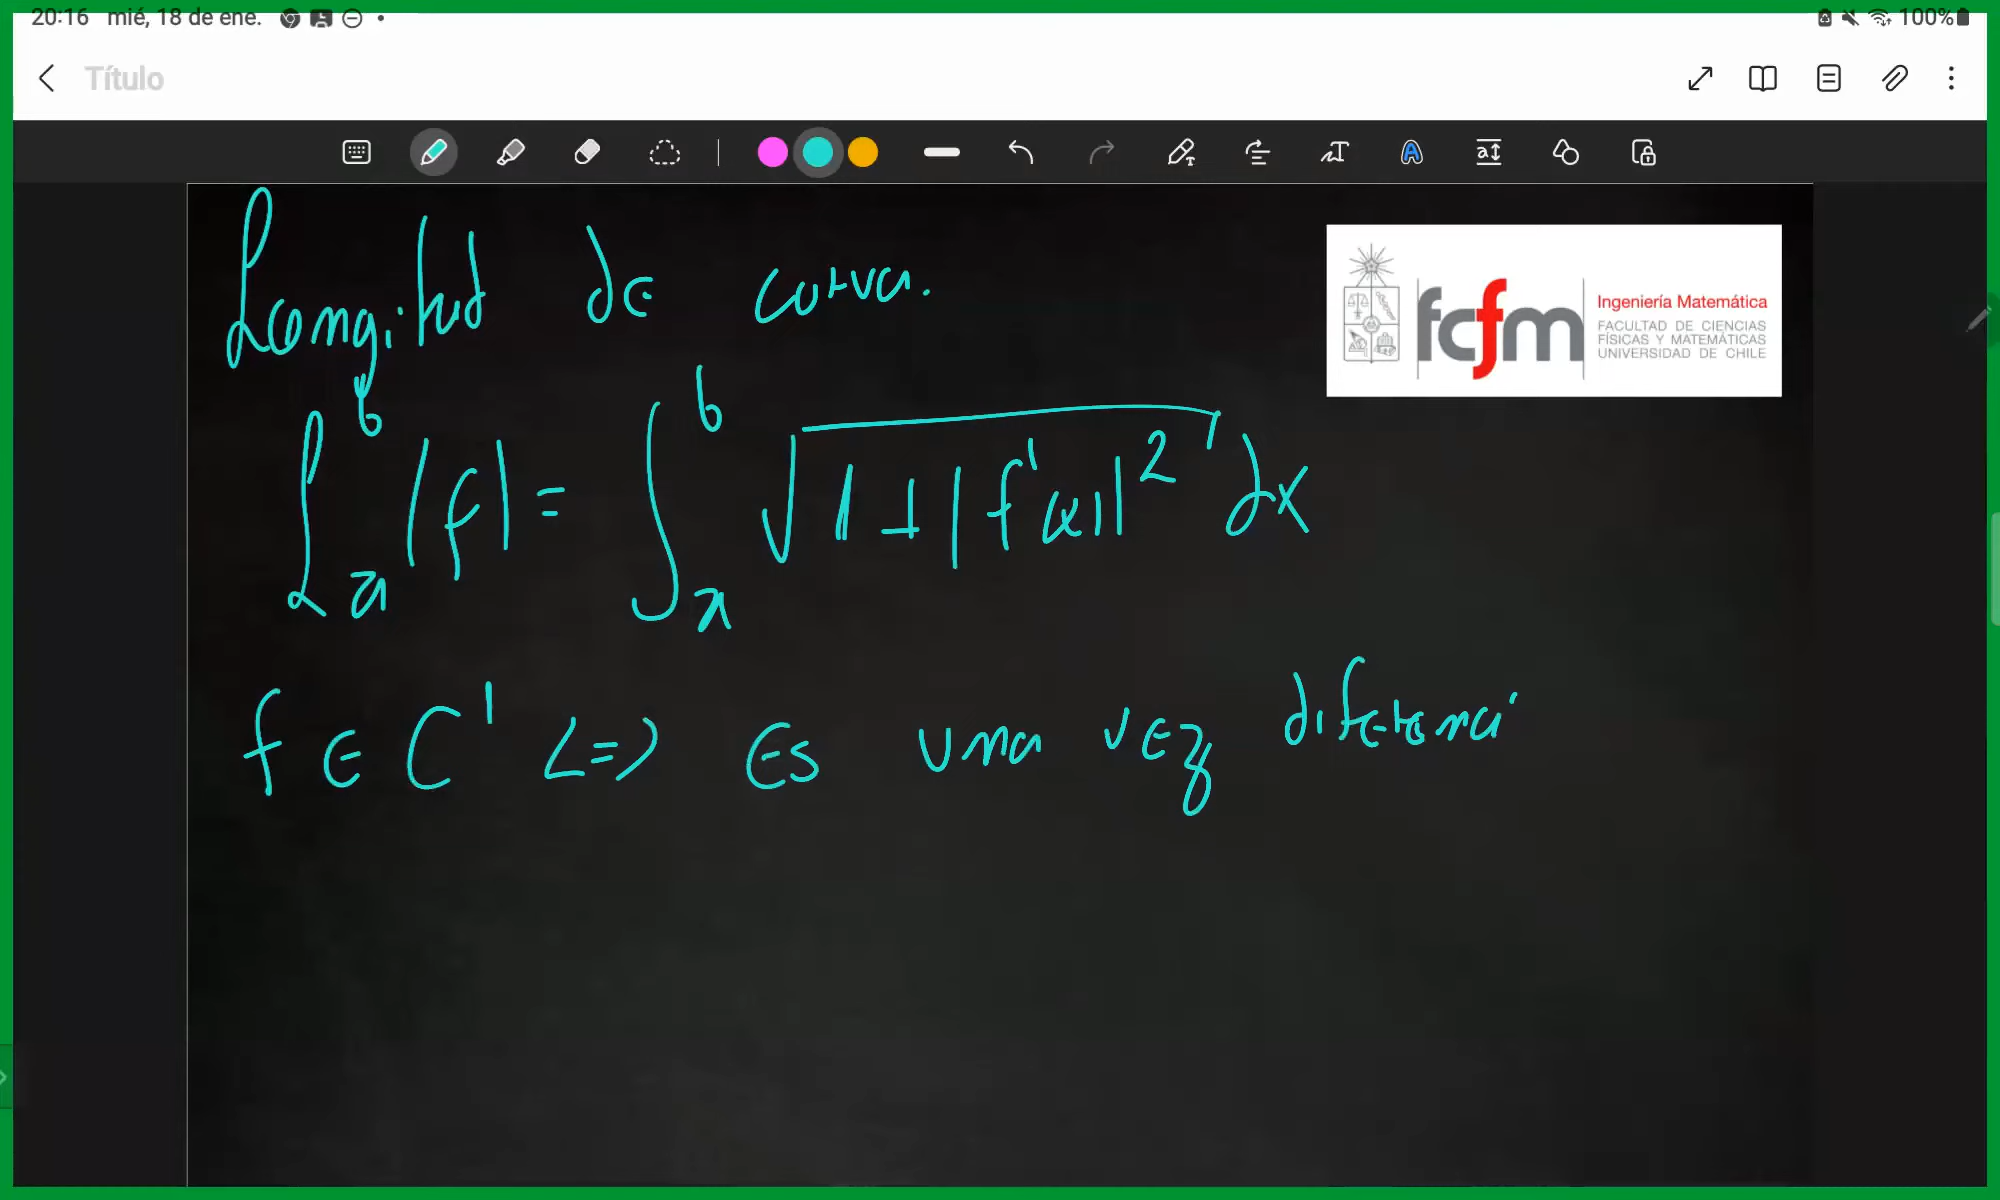 20:16 mié, 18 de ene. 100%
Título
Longitud de curva.
fcfm
Ingeniería Matemática
FACULTAD DE CIENCIAS
FÍSICAS Y MATEMÁTICAS
UNIVERSIDAD DE CHILE
L_a^b (f) = ∫_a^b √(1+(f'(x))^2) dx
f ∈ C^1 <=> Es una vez diferenci